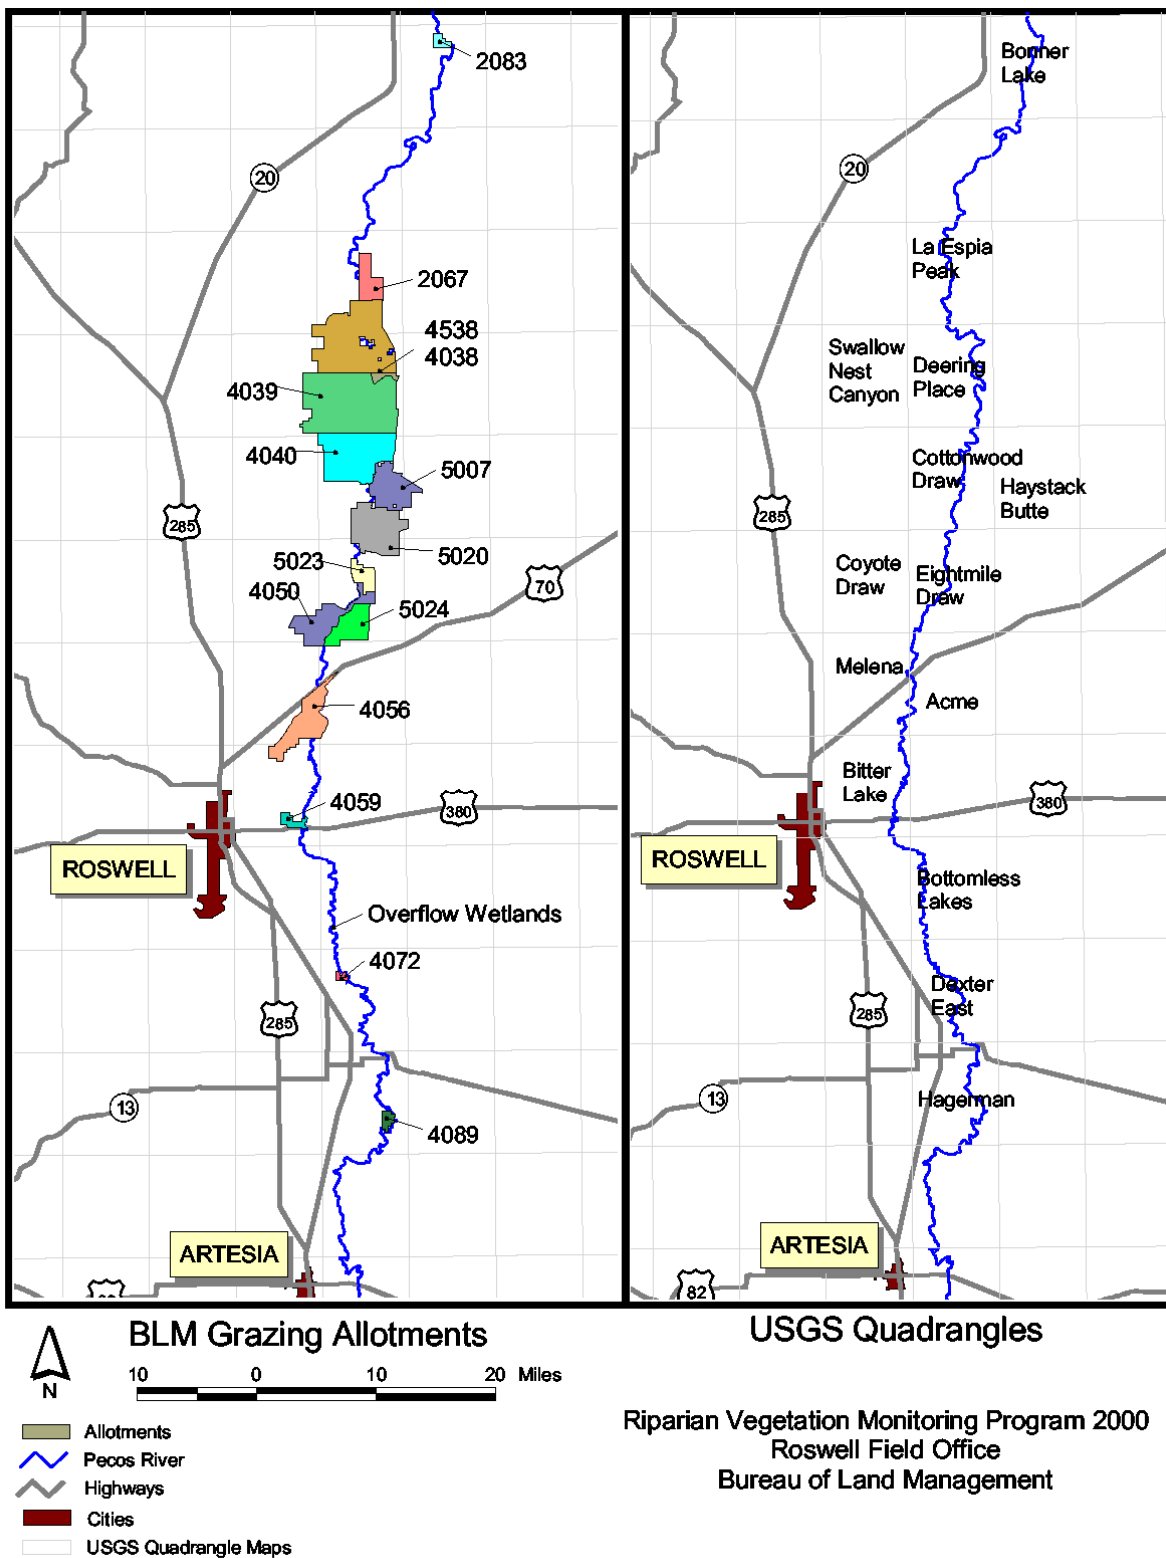 2083
20
2067
4538
4038
4039
4040
5007
285
5020
5023
70
4050
5024
4056
4059
380
ROSWELL
Overflow Wetlands
4072
285
13
4089
ARTESIA
Bonner
Lake
20
La Espia
Peak
Swallow
Nest
Canyon
Deering
Place
Cottonwood
Draw
Haystack
Butte
285
Coyote
Draw
Eightmile
Draw
Melena
Acme
Bitter
Lake
380
ROSWELL
Bottomless
Lakes
Dexter
East
285
13
Hagerman
ARTESIA
82
BLM Grazing Allotments
USGS Quadrangles
N
10 0 10 20 Miles
Allotments
Pecos River
Highways
Cities
USGS Quadrangle Maps
Riparian Vegetation Monitoring Program 2000
Roswell Field Office
Bureau of Land Management